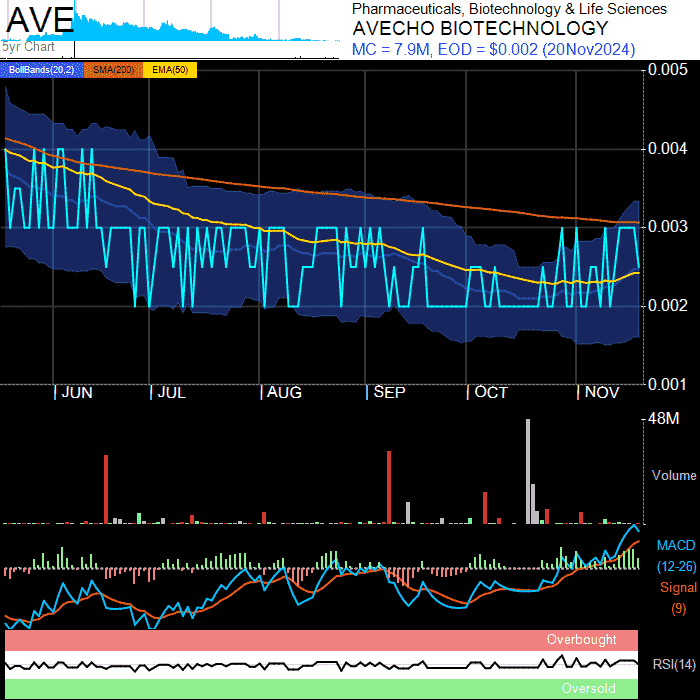 AVE
5yr Chart
Pharmaceuticals, Biotechnology & Life Sciences
AVECHO BIOTECHNOLOGY
MC = 7.9M, EOD = $0.002 (20Nov2024)
BollBands(20,2) SMA(200) EMA(50)
0.005
0.004
0.003
0.002
0.001
JUN JUL AUG SEP OCT NOV
48M
Volume
MACD
(12-26)
Signal
(9)
Overbought
RSI(14)
Oversold